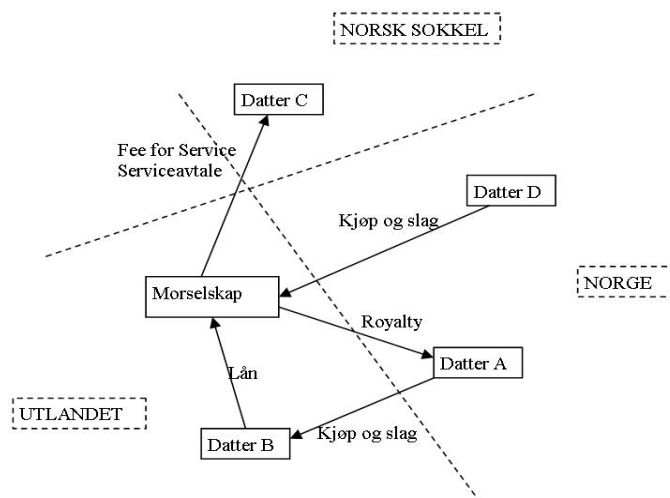 NORSK SOKKEL
Datter C
Fee for Service
Serviceavtale
Datter D
Kjøp og slag
Morselskap
NORGE
Royalty
Datter A
Lån
UTLANDET
Datter B
Kjøp og slag